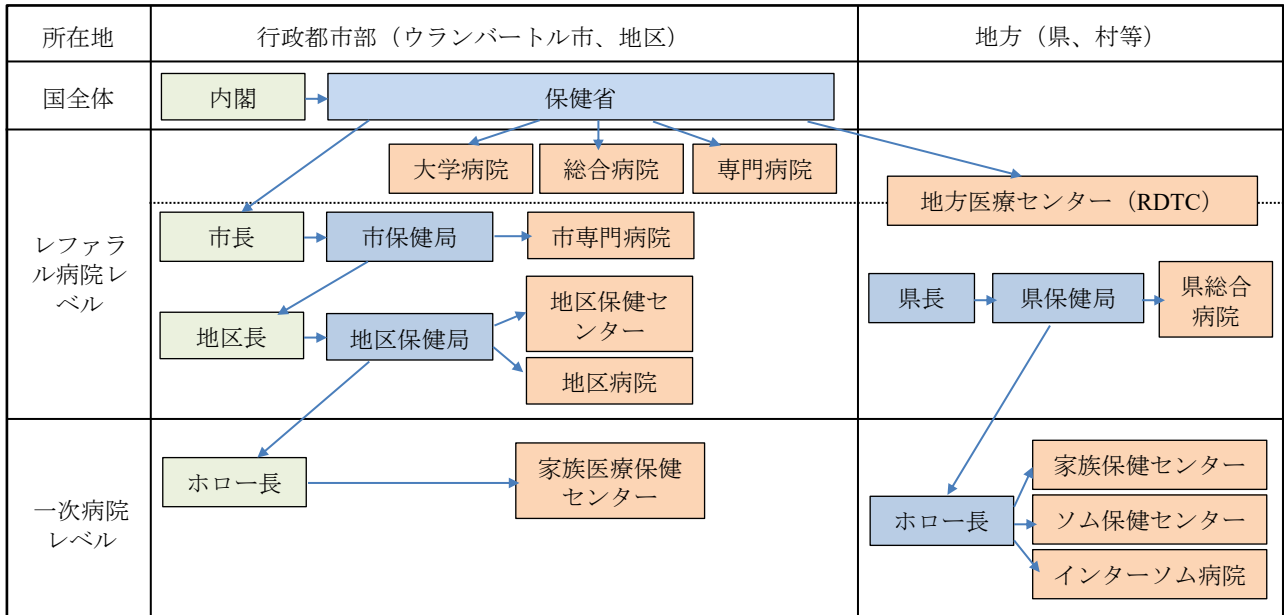 所在地
行政都市部（ウランバートル市、地区）
地方（県、村等）
国全体
内閣
保健省
レファラ
ル病院レ
ベル
大学病院
総合病院
専門病院
地方医療センター（RDTC）
市長
市保健局
市専門病院
県長
県保健局
県総合
病院
地区長
地区保健局
地区保健セ
ンター
地区病院
一次病院
レベル
ホロー長
家族医療保健
センター
ホロー長
家族保健センター
ソム保健センター
インターソム病院